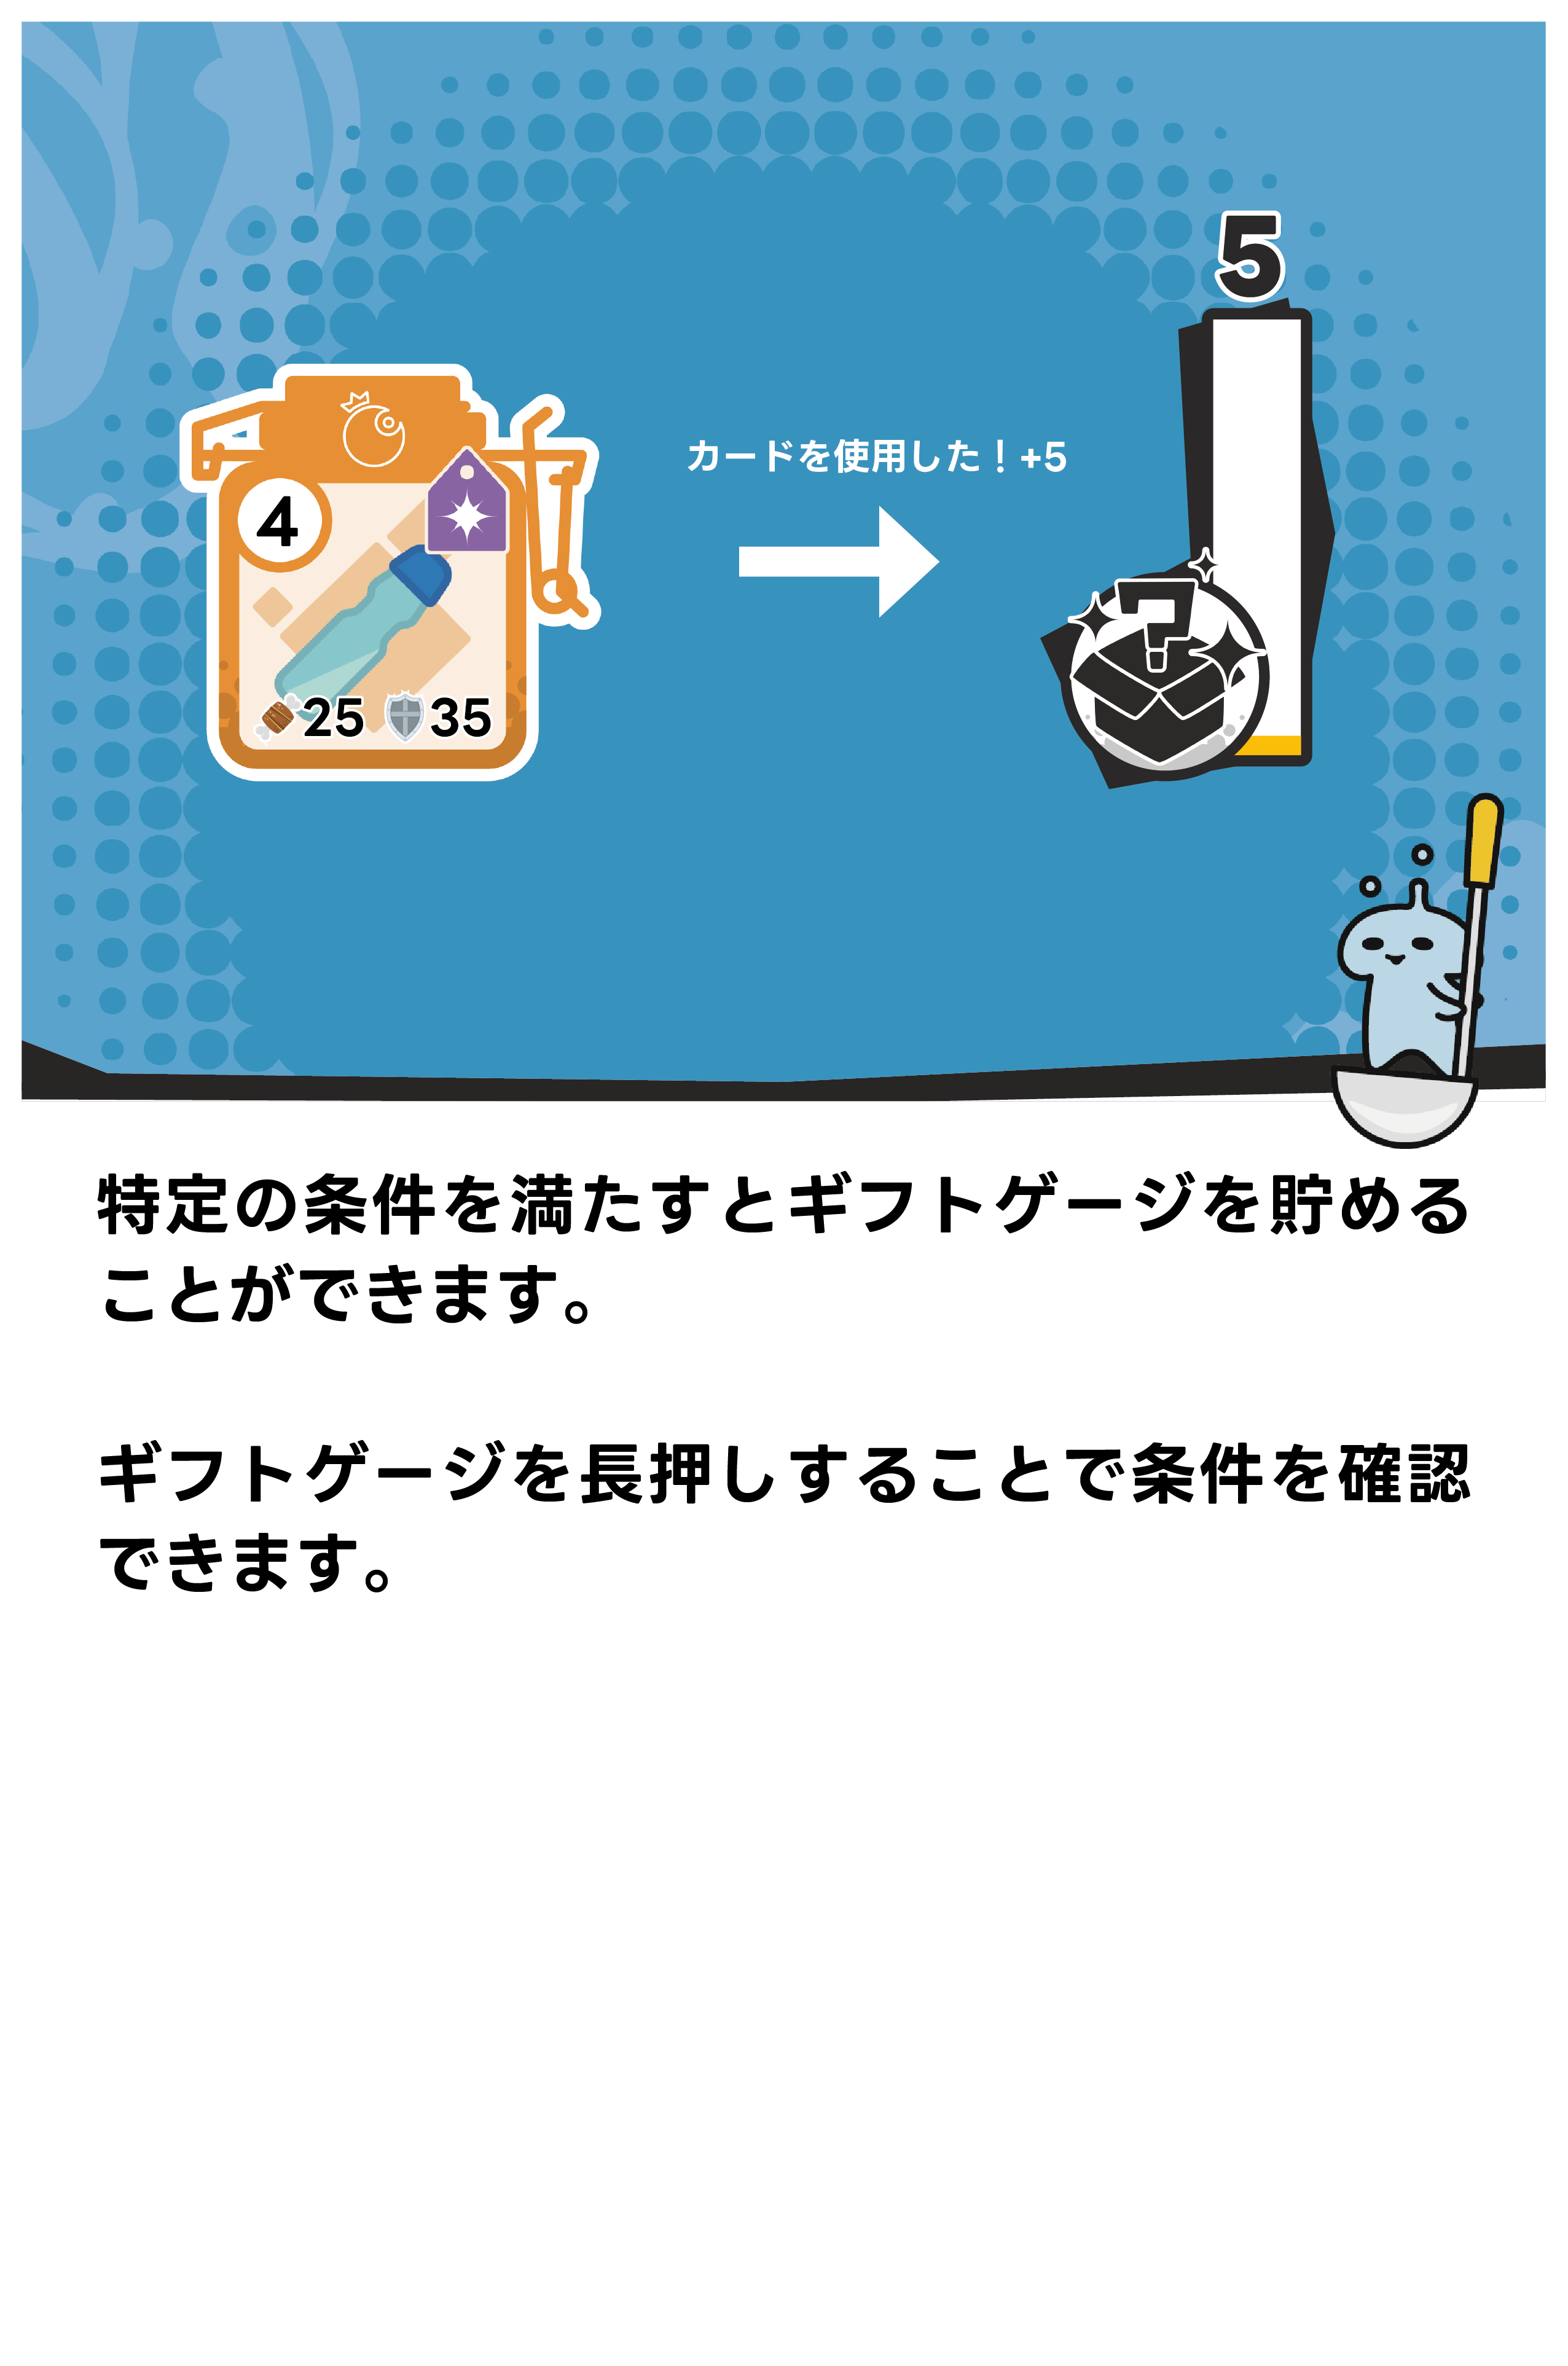 5
カードを使用した！+5
4
25 35
特定の条件を満たすとギフトゲージを貯める
ことができます。
ギフトゲージを長押しすることで条件を確認
できます。